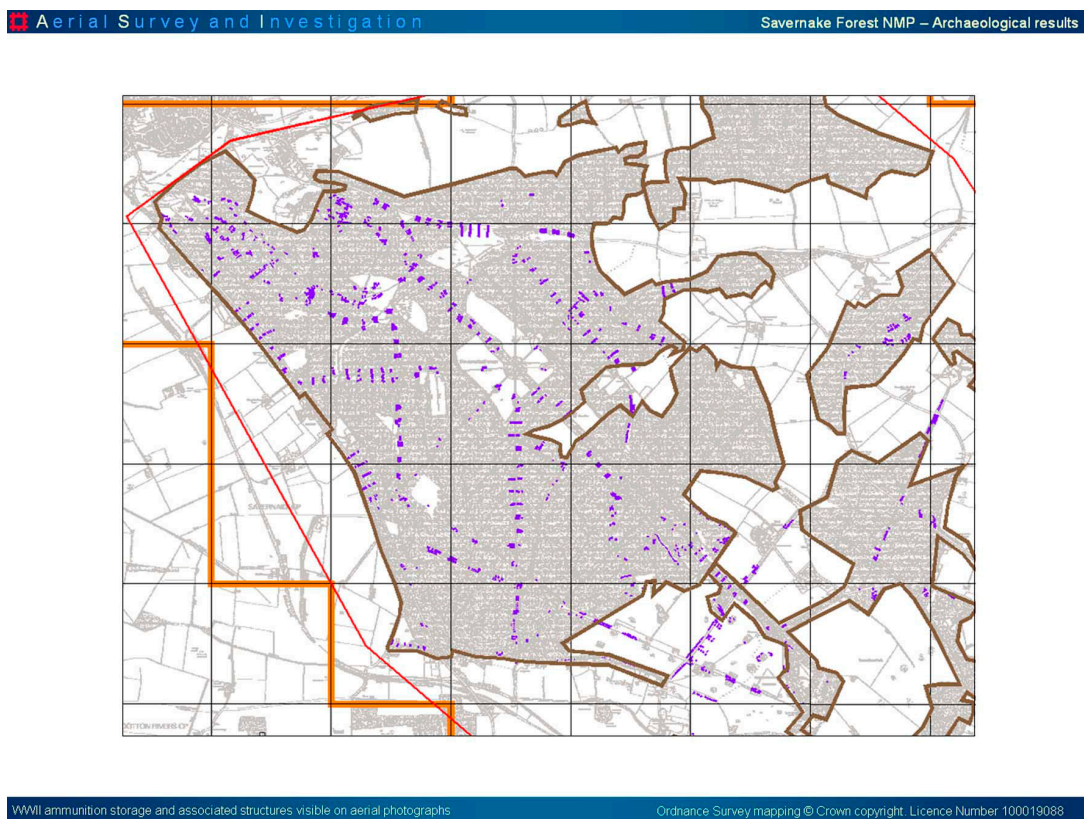 Aerial Survey and Investigation
Savernake Forest NMP – Archaeological results
WWII ammunition storage and associated structures visible on aerial photographs
Ordnance Survey mapping © Crown copyright. Licence Number 100019088